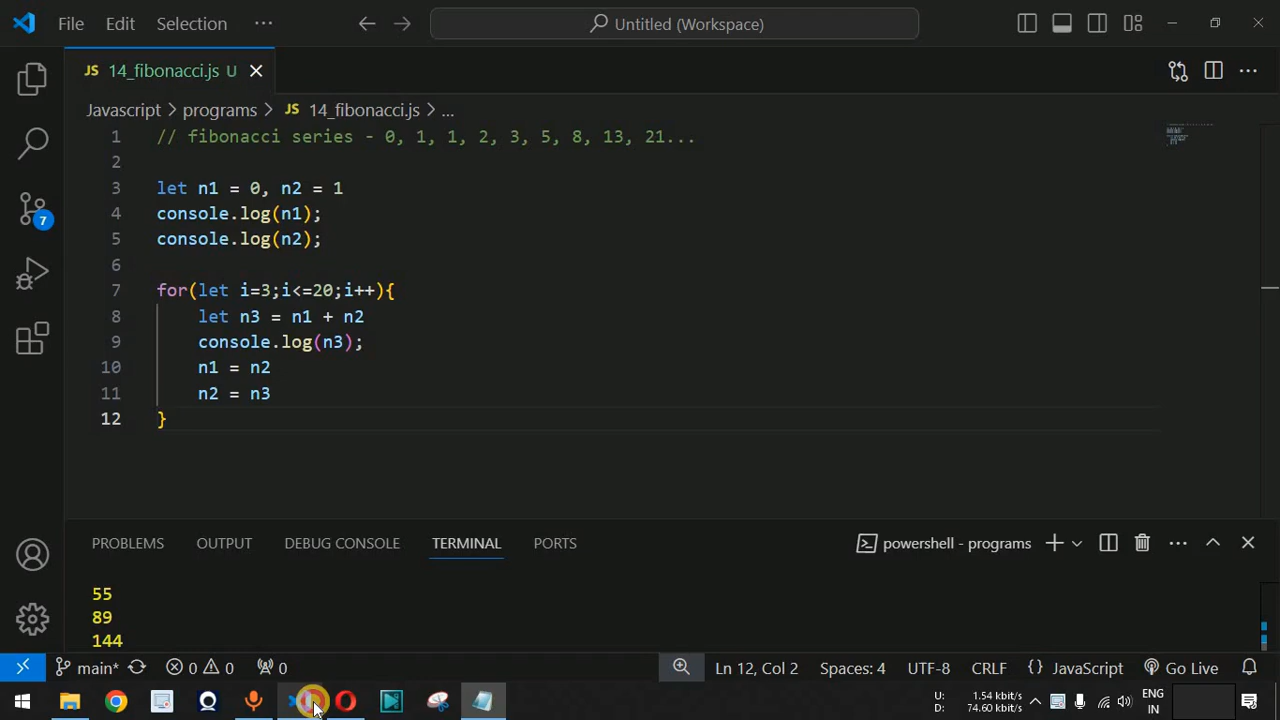 File Edit Selection ··· Untitled (Workspace)
JS 14_fibonacci.js U
Javascript > programs > JS 14_fibonacci.js > ...
1 // fibonacci series - 0, 1, 1, 2, 3, 5, 8, 13, 21...
2
3 let n1 = 0, n2 = 1
4 console.log(n1);
5 console.log(n2);
6
7 for(let i=3;i<=20;i++){
8 let n3 = n1 + n2
9 console.log(n3);
10 n1 = n2
11 n2 = n3
12 }
7
PROBLEMS OUTPUT DEBUG CONSOLE TERMINAL PORTS powershell - programs
55
89
144
main* 0 0 0 Ln 12, Col 2 Spaces: 4 UTF-8 CRLF {} JavaScript Go Live
U: 1.54 kbit/s ENG
D: 74.60 kbit/s IN